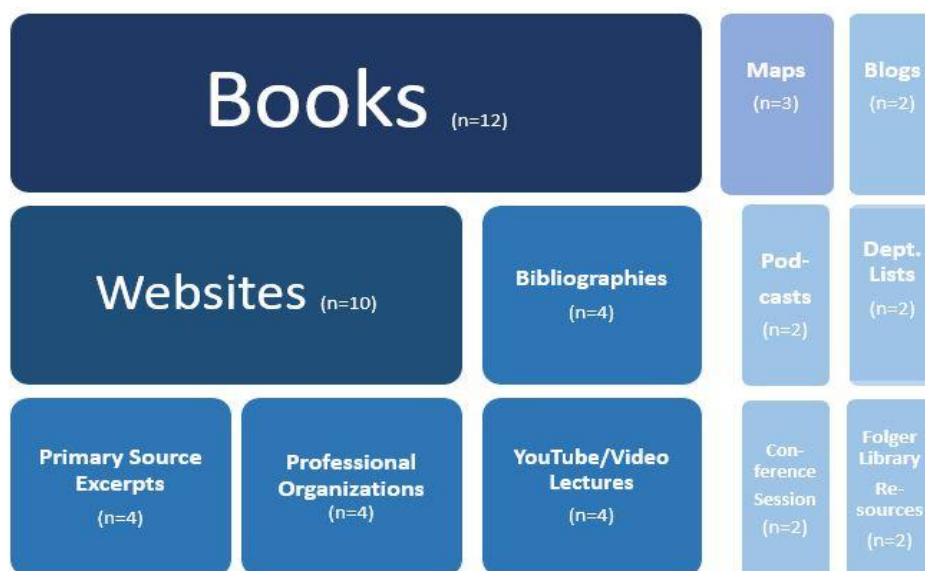 Books (n=12)
Maps
(n=3)
Blogs
(n=2)
Websites (n=10)
Bibliographies
(n=4)
Pod-
casts
(n=2)
Dept.
Lists
(n=2)
Primary Source
Excerpts
(n=4)
Professional
Organizations
(n=4)
YouTube/Video
Lectures
(n=4)
Con-
ference
Session
(n=2)
Folger
Library
Re-
sources
(n=2)